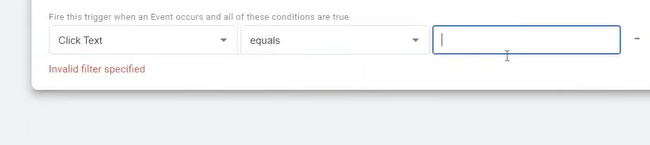 Fire this trigger when an Event occurs and all of these conditions are true
Click Text equals
Invalid filter specified